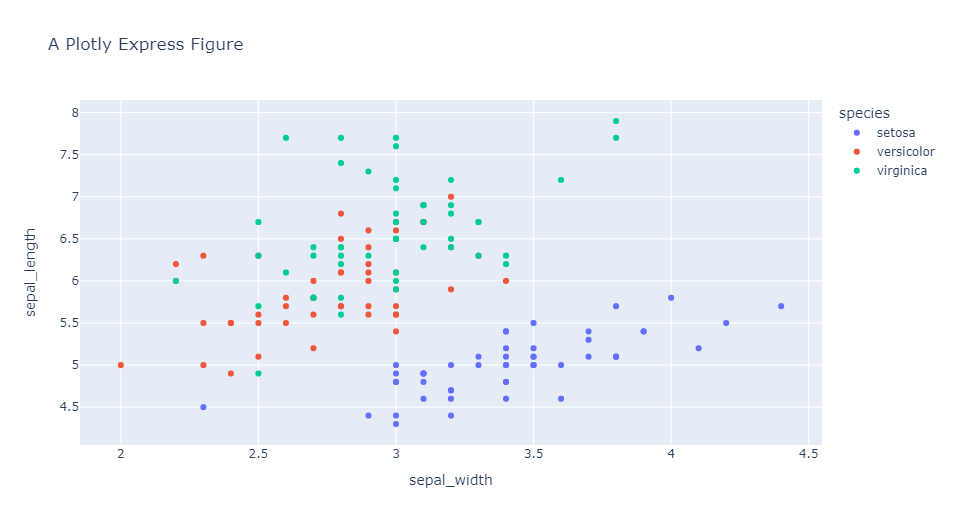 A Plotly Express Figure
species
setosa
versicolor
virginica
8
7.5
7
6.5
6
5.5
5
4.5
sepal_length
2
2.5
3
3.5
4
4.5
sepal_width